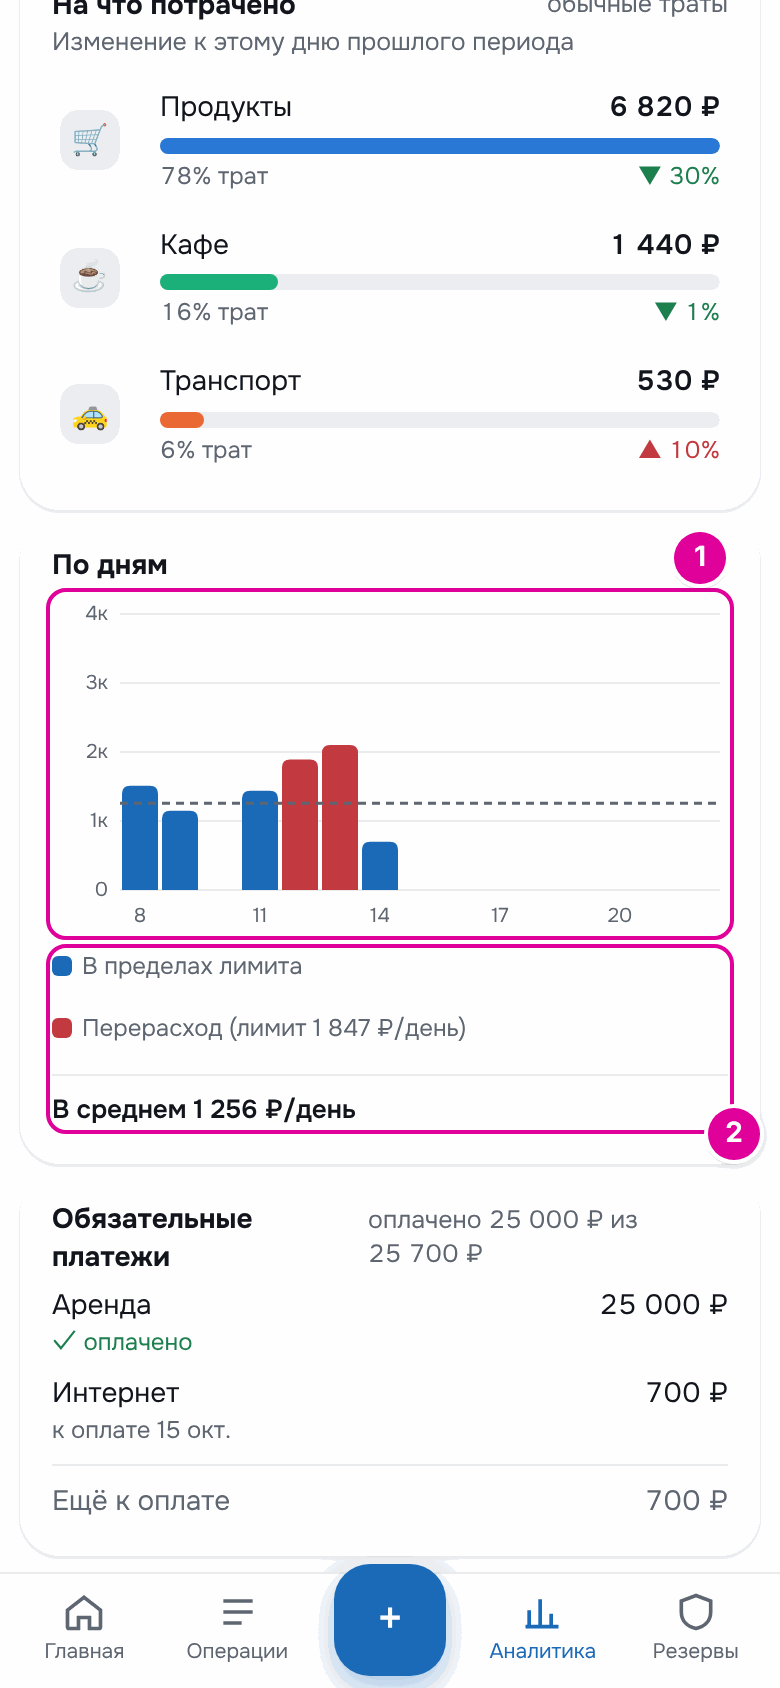 На что потрачено обычные траты
Изменение к этому дню прошлого периода
Продукты 6 820 ₽
78% трат ▼ 30%
Кафе 1 440 ₽
16% трат ▼ 1%
Транспорт 530 ₽
6% трат ▲ 10%
По дням 1
4к
3к
2к
1к
0
8 11 14 17 20
В пределах лимита
Перерасход (лимит 1 847 ₽/день)
В среднем 1 256 ₽/день
2
Обязательные
платежи
оплачено 25 000 ₽ из
25 700 ₽
Аренда 25 000 ₽
✓ оплачено
Интернет 700 ₽
к оплате 15 окт.
Ещё к оплате 700 ₽
+
Главная Операции Аналитика Резервы